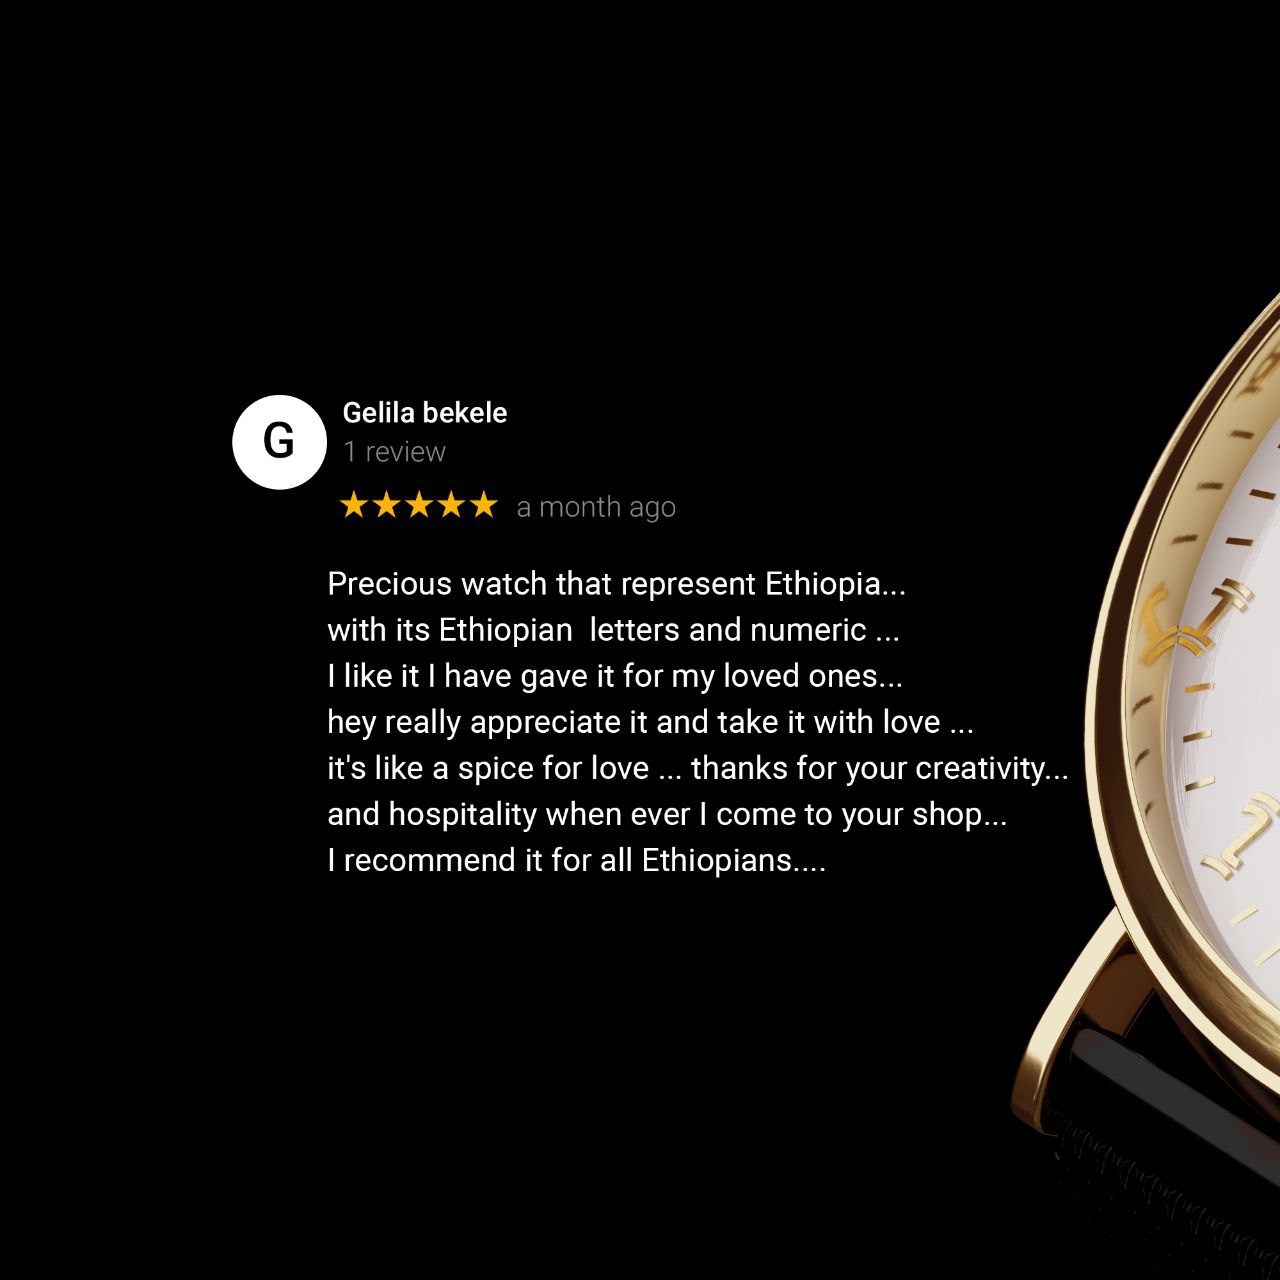 G
Gelila bekele
1 review
★★★★★ a month ago
Precious watch that represent Ethiopia...
with its Ethiopian  letters and numeric ...
I like it I have gave it for my loved ones...
hey really appreciate it and take it with love ...
it's like a spice for love ... thanks for your creativity...
and hospitality when ever I come to your shop...
I recommend it for all Ethiopians....